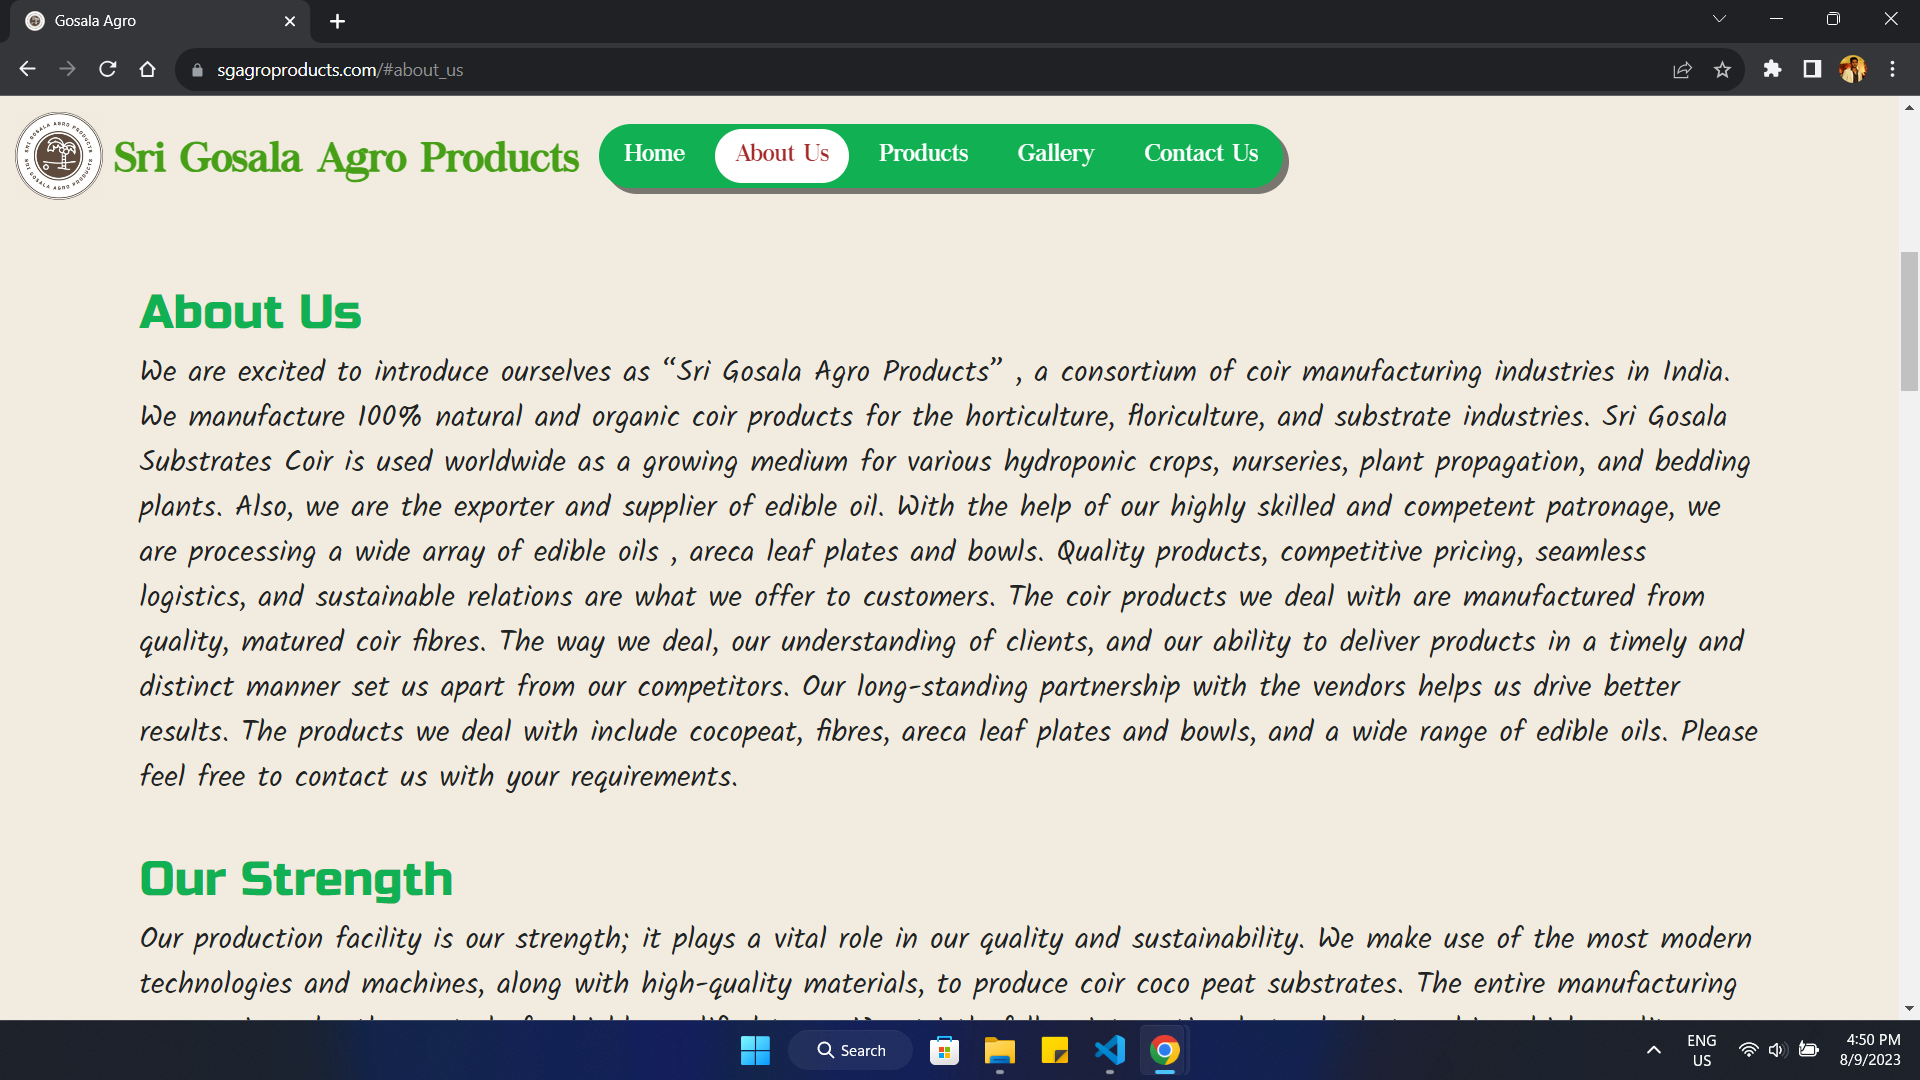 Gosala Agro
sgagroproducts.com/#about_us
SRI GOSALA AGRO PRODUCTS
Sri Gosala Agro Products
Home
About Us
Products
Gallery
Contact Us
About Us
We are excited to introduce ourselves as “Sri Gosala Agro Products” , a consortium of coir manufacturing industries in India.
We manufacture 100% natural and organic coir products for the horticulture, floriculture, and substrate industries. Sri Gosala
Substrates Coir is used worldwide as a growing medium for various hydroponic crops, nurseries, plant propagation, and bedding
plants. Also, we are the exporter and supplier of edible oil. With the help of our highly skilled and competent patronage, we
are processing a wide array of edible oils , areca leaf plates and bowls. Quality products, competitive pricing, seamless
logistics, and sustainable relations are what we offer to customers. The coir products we deal with are manufactured from
quality, matured coir fibres. The way we deal, our understanding of clients, and our ability to deliver products in a timely and
distinct manner set us apart from our competitors. Our long-standing partnership with the vendors helps us drive better
results. The products we deal with include cocopeat, fibres, areca leaf plates and bowls, and a wide range of edible oils. Please
feel free to contact us with your requirements.
Our Strength
Our production facility is our strength; it plays a vital role in our quality and sustainability. We make use of the most modern
technologies and machines, along with high-quality materials, to produce coir coco peat substrates. The entire manufacturing
Search
ENG
US
4:50 PM
8/9/2023